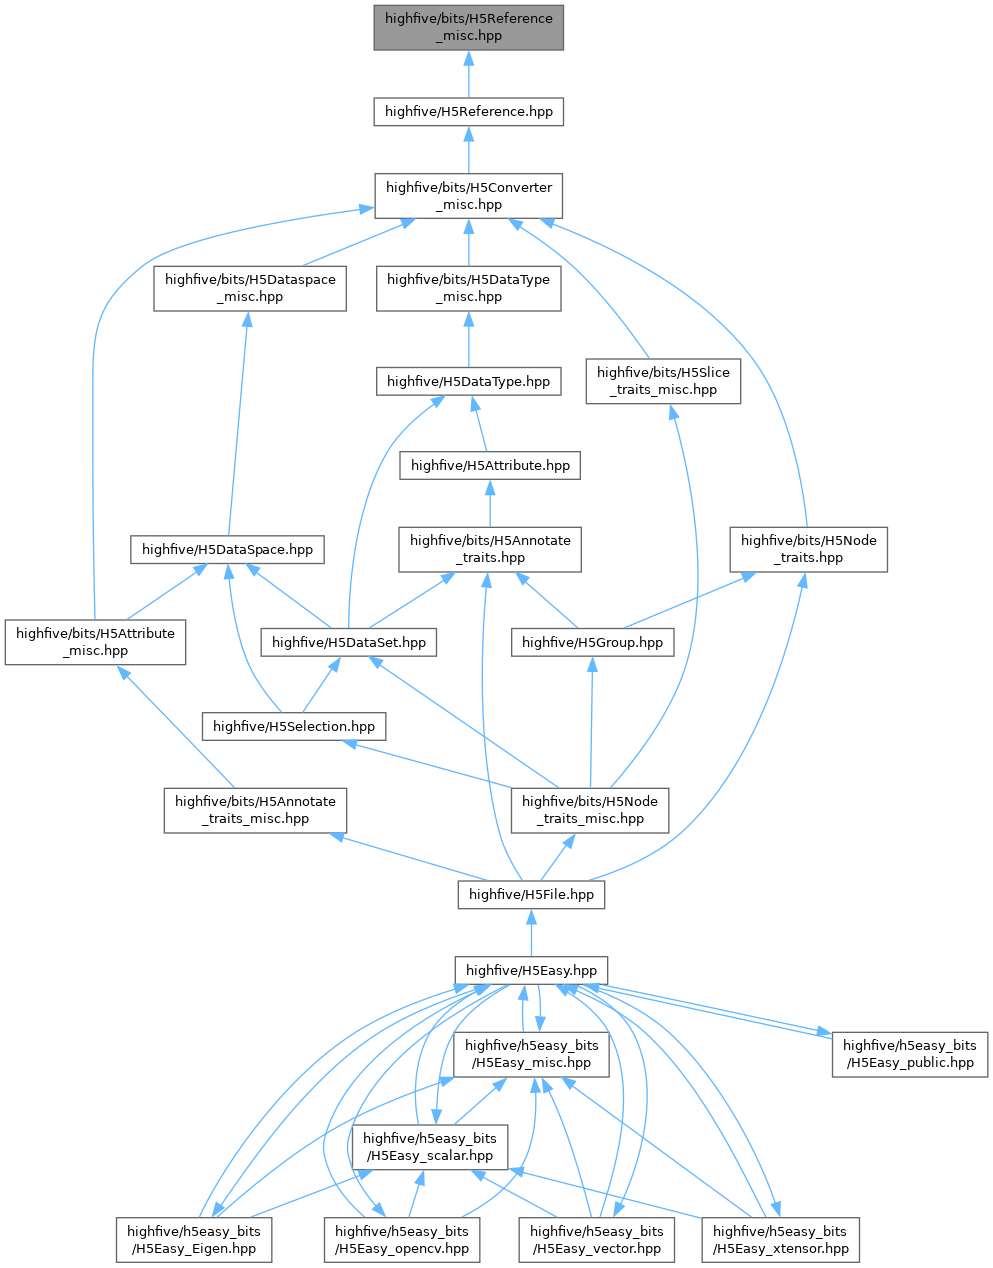 highfive/bits/H5Reference
_misc.hpp
highfive/H5Reference.hpp
highfive/bits/H5Converter
_misc.hpp
highfive/bits/H5Dataspace
_misc.hpp
highfive/bits/H5DataType
_misc.hpp
highfive/bits/H5Slice
_traits_misc.hpp
highfive/H5DataType.hpp
highfive/H5Attribute.hpp
highfive/H5DataSpace.hpp
highfive/bits/H5Annotate
_traits.hpp
highfive/bits/H5Node
_traits.hpp
highfive/bits/H5Attribute
_misc.hpp
highfive/H5DataSet.hpp
highfive/H5Group.hpp
highfive/H5Selection.hpp
highfive/bits/H5Annotate
_traits_misc.hpp
highfive/bits/H5Node
_traits_misc.hpp
highfive/H5File.hpp
highfive/H5Easy.hpp
highfive/h5easy_bits
/H5Easy_misc.hpp
highfive/h5easy_bits
/H5Easy_public.hpp
highfive/h5easy_bits
/H5Easy_scalar.hpp
highfive/h5easy_bits
/H5Easy_Eigen.hpp
highfive/h5easy_bits
/H5Easy_opencv.hpp
highfive/h5easy_bits
/H5Easy_vector.hpp
highfive/h5easy_bits
/H5Easy_xtensor.hpp